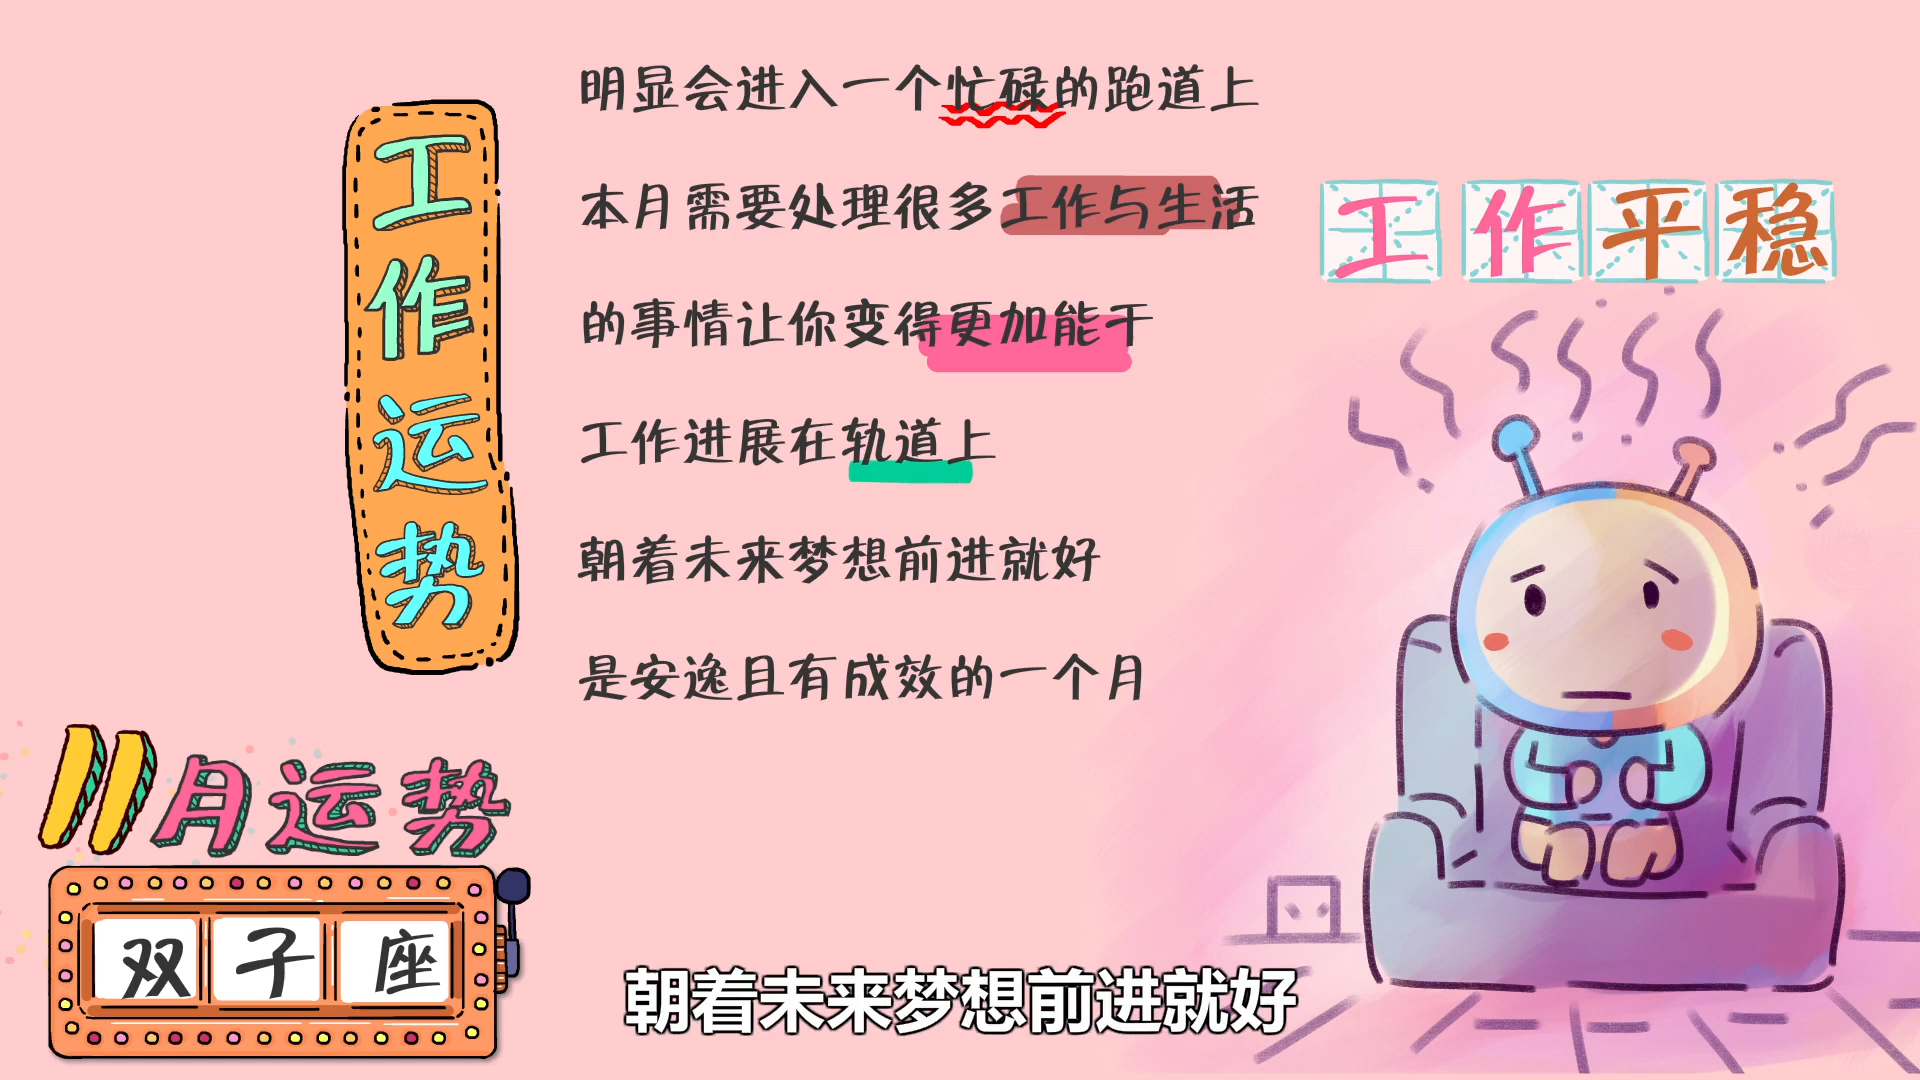 工作运势
明显会进入一个忙碌的跑道上
本月需要处理很多工作与生活
的事情让你变得更加能干
工作进展在轨道上
朝着未来梦想前进就好
是安逸且有成效的一个月
工作平稳
11月运势
双子座
朝着未来梦想前进就好